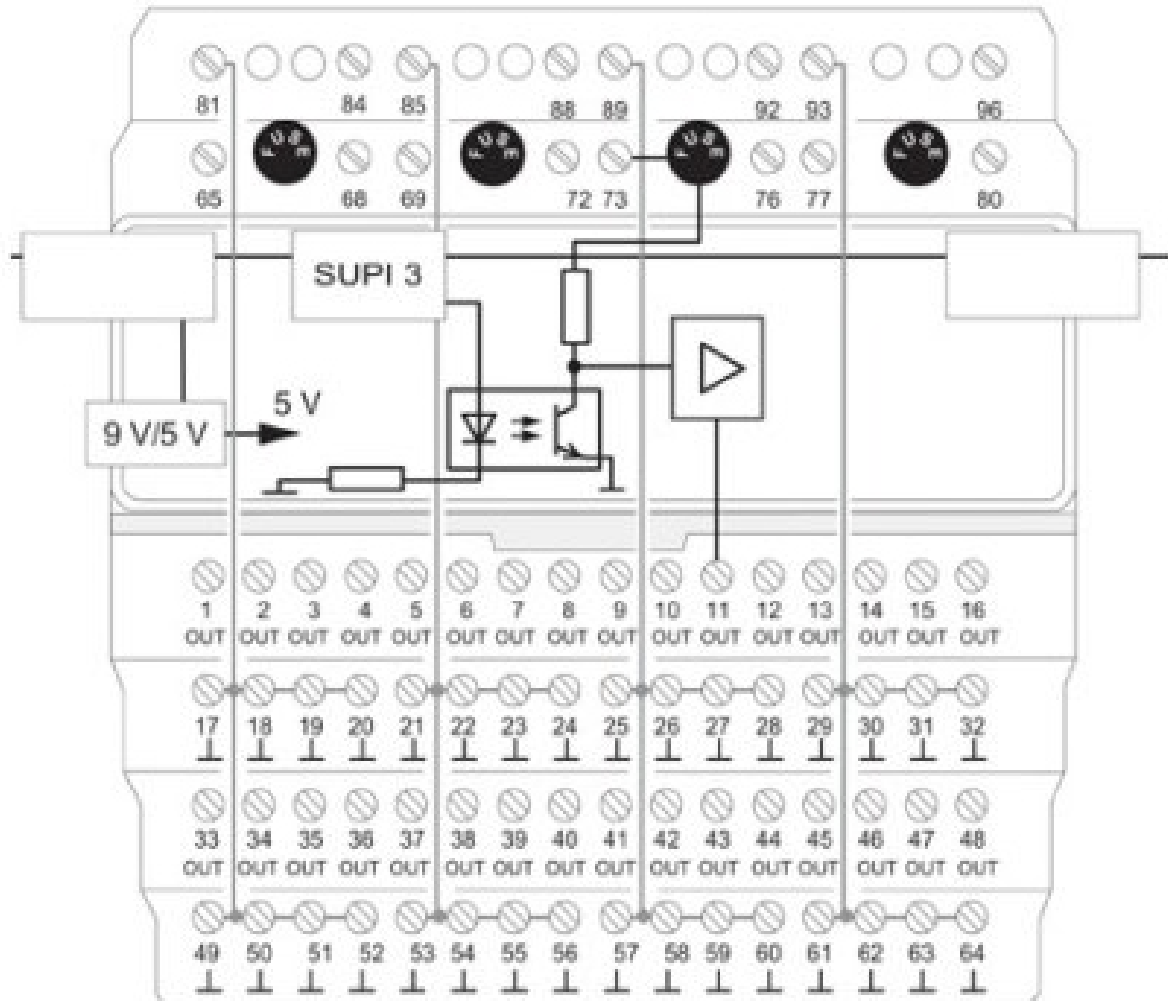 81 84 85 88 89 92 93 96
FUSE FUSE FUSE FUSE
65 68 69 72 73 76 77 80
SUPI 3
5 V
9 V/5 V
1 2 3 4 5 6 7 8 9 10 11 12 13 14 15 16
OUT OUT OUT OUT OUT OUT OUT OUT OUT OUT OUT OUT OUT OUT OUT OUT
17 18 19 20 21 22 23 24 25 26 27 28 29 30 31 32
33 34 35 36 37 38 39 40 41 42 43 44 45 46 47 48
OUT OUT OUT OUT OUT OUT OUT OUT OUT OUT OUT OUT OUT OUT OUT OUT
49 50 51 52 53 54 55 56 57 58 59 60 61 62 63 64